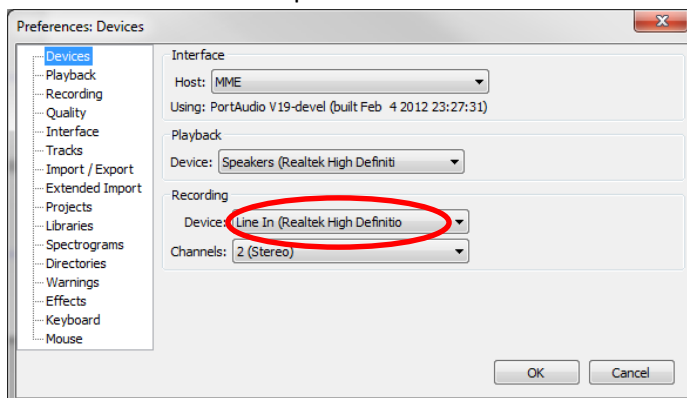 Preferences: Devices
Devices
Playback
Recording
Quality
Interface
Tracks
Import / Export
Extended Import
Projects
Libraries
Spectrograms
Directories
Warnings
Effects
Keyboard
Mouse
Interface
Host: MME
Using: PortAudio V19-devel (built Feb 4 2012 23:27:31)
Playback
Device: Speakers (Realtek High Definiti
Recording
Device: Line In (Realtek High Definitio
Channels: 2 (Stereo)
OK Cancel